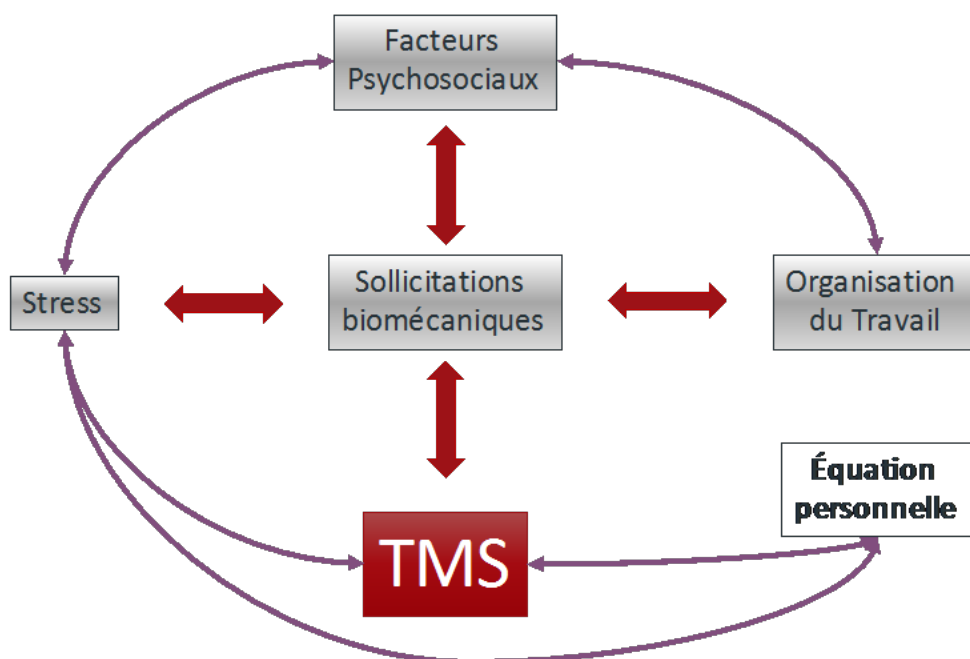 Facteurs
Psychosociaux
Stress
Sollicitations
biomécaniques
Organisation
du Travail
Équation
personnelle
TMS